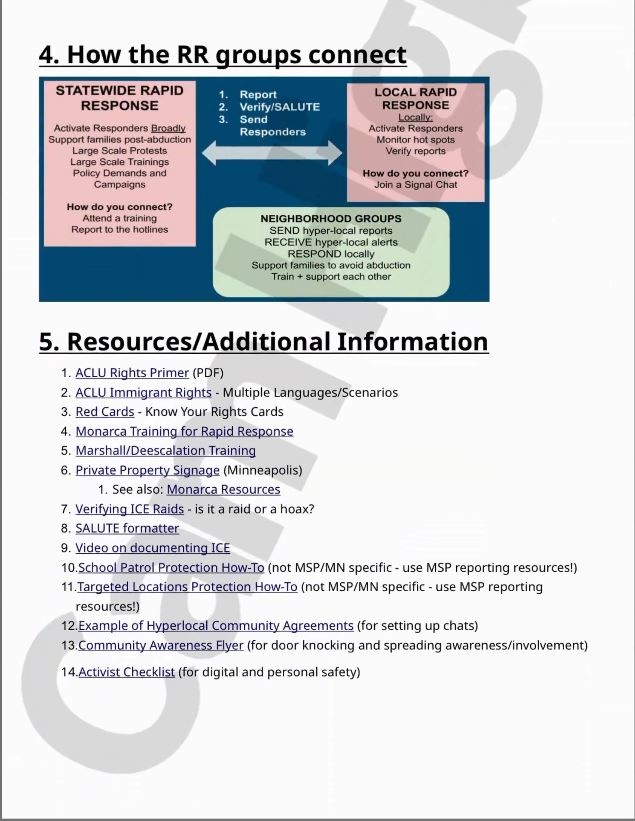 4. How the RR groups connect
STATEWIDE RAPID
RESPONSE
Activate Responders Broadly
Support families post-abduction
Large Scale Protests
Large Scale Trainings
Policy Demands and
Campaigns
How do you connect?
Attend a training
Report to the hotlines
1. Report
2. Verify/SALUTE
3. Send
Responders
LOCAL RAPID
RESPONSE
Locally:
Activate Responders
Monitor hot spots
Verify reports
How do you connect?
Join a Signal Chat
NEIGHBORHOOD GROUPS
SEND hyper-local reports
RECEIVE hyper-local alerts
RESPOND locally
Support families to avoid abduction
Train + support each other
5. Resources/Additional Information
1. ACLU Rights Primer (PDF)
2. ACLU Immigrant Rights - Multiple Languages/Scenarios
3. Red Cards - Know Your Rights Cards
4. Monarca Training for Rapid Response
5. Marshall/Deescalation Training
6. Private Property Signage (Minneapolis)
1. See also: Monarca Resources
7. Verifying ICE Raids - is it a raid or a hoax?
8. SALUTE formatter
9. Video on documenting ICE
10.School Patrol Protection How-To (not MSP/MN specific - use MSP reporting resources!)
11.Targeted Locations Protection How-To (not MSP/MN specific - use MSP reporting
resources!)
12.Example of Hyperlocal Community Agreements (for setting up chats)
13.Community Awareness Flyer (for door knocking and spreading awareness/involvement)
14.Activist Checklist (for digital and personal safety)